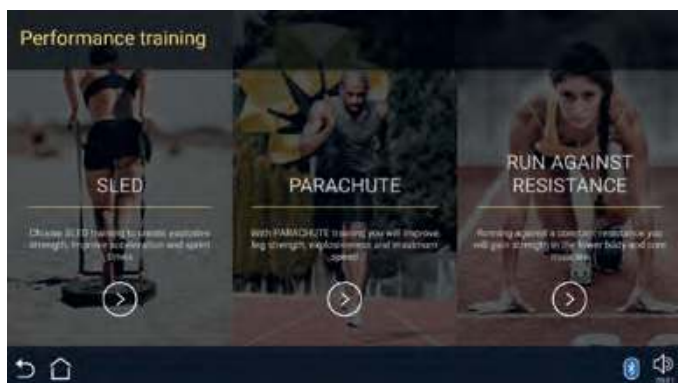 Performance training
SLED
Choose SLED training to create explosive
strength, improve acceleration and sprint
times
PARACHUTE
With PARACHUTE training you will improve
leg strength, explosiveness and maximum
speed
RUN AGAINST
RESISTANCE
Running against a constant resistance you
will gain strength in the lower body and core
muscles